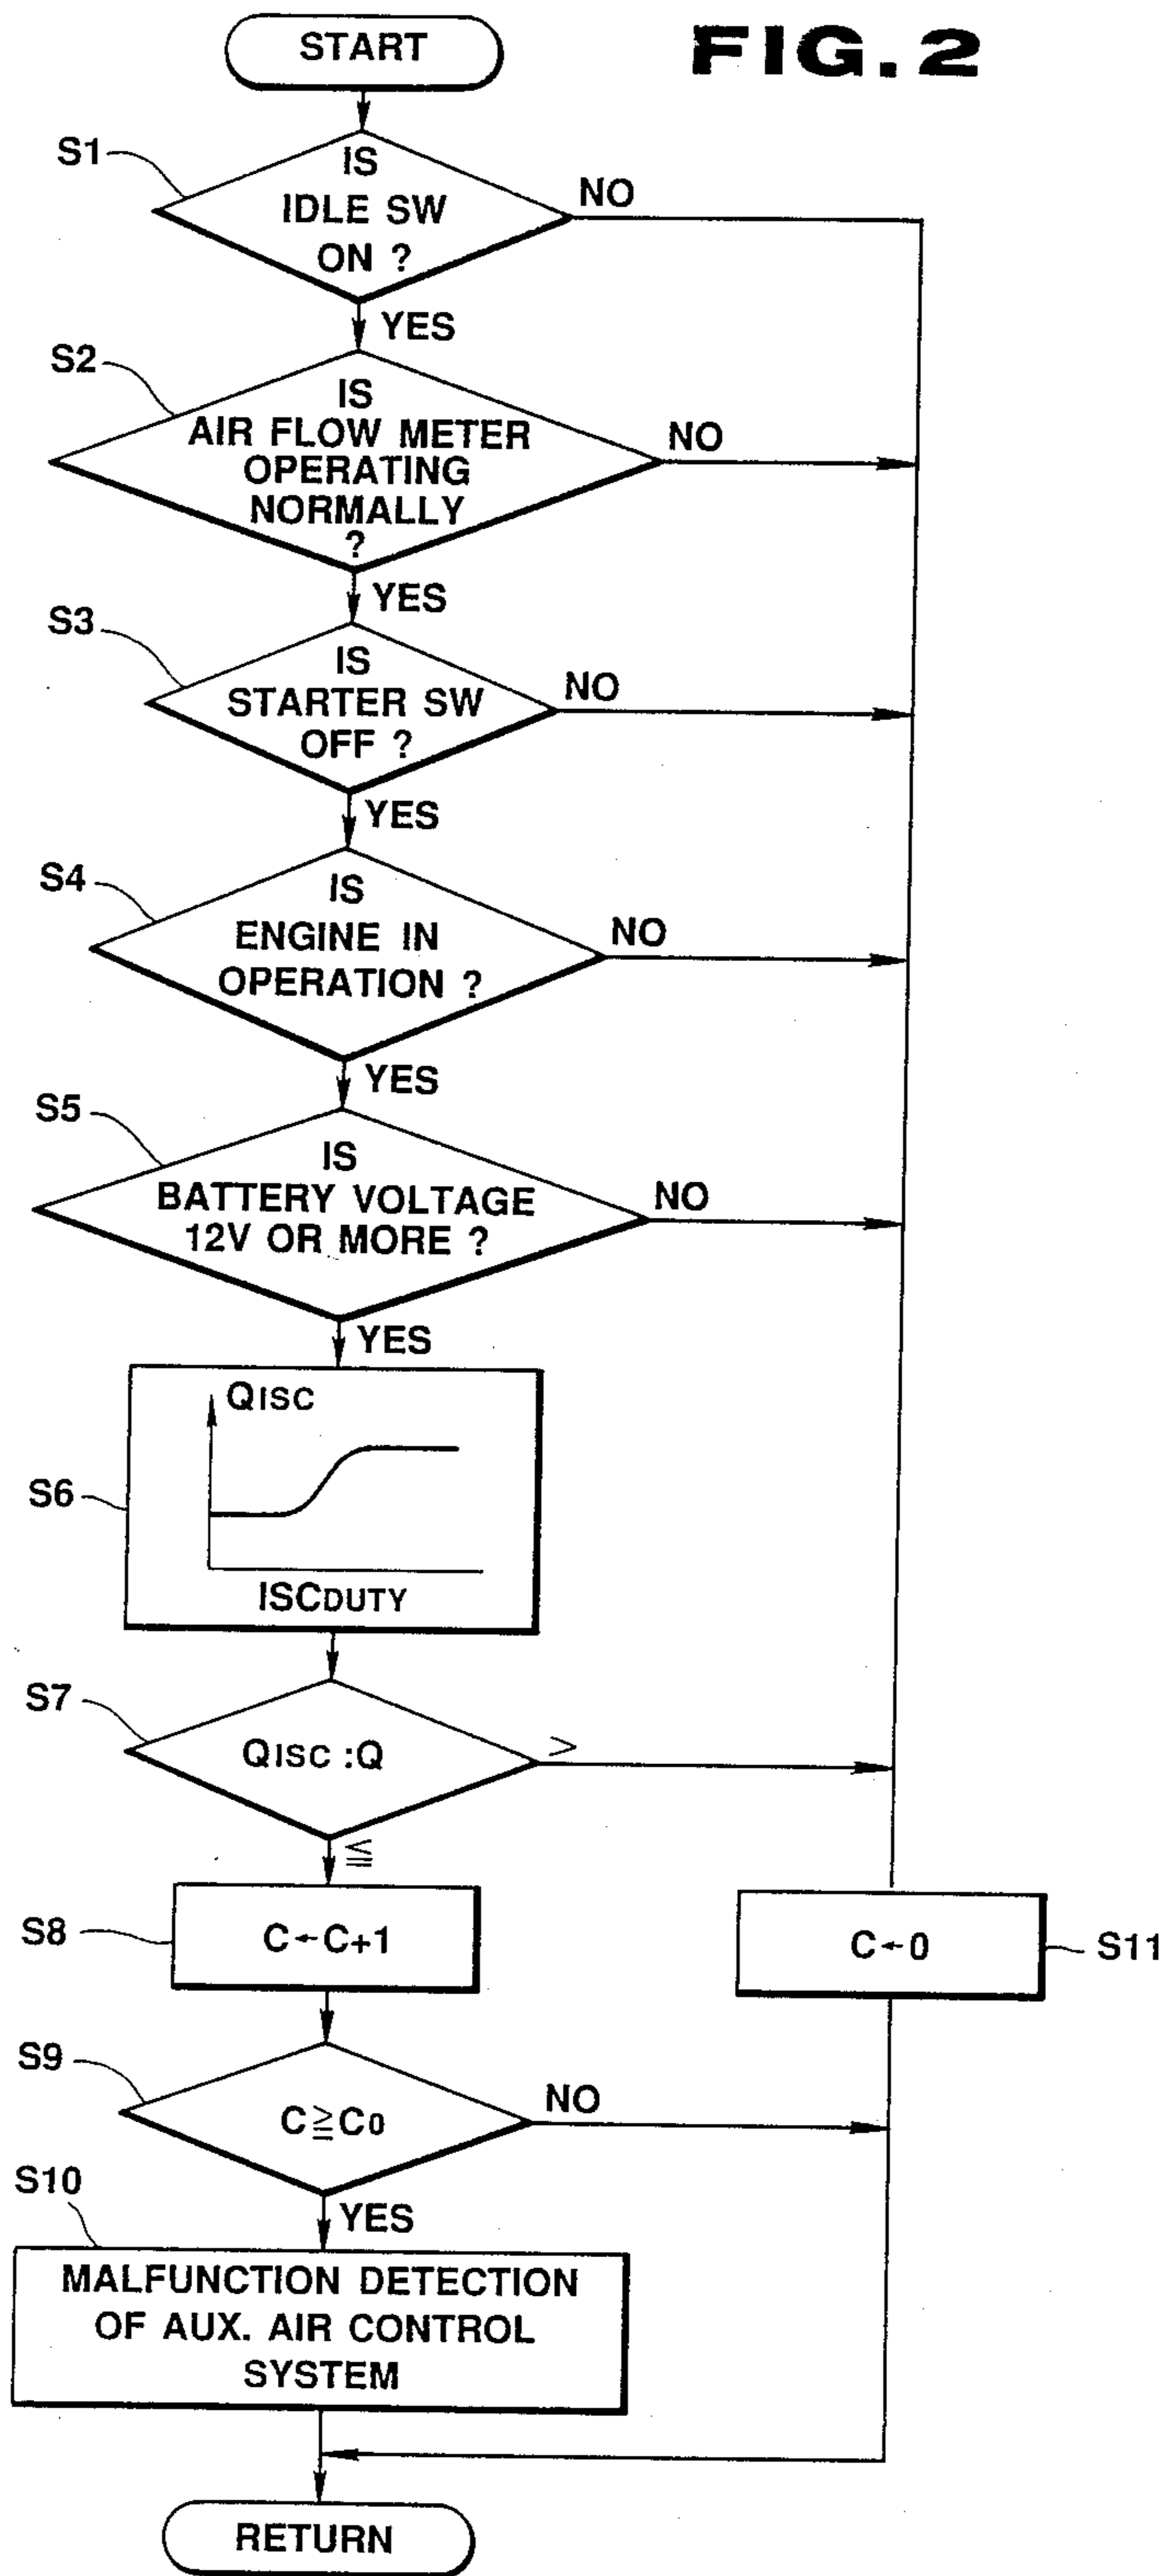 FIG. 2
START
S1
IS
IDLE SW
ON ?
NO
YES
S2
IS
AIR FLOW METER
OPERATING
NORMALLY
?
NO
YES
S3
IS
STARTER SW
OFF ?
NO
YES
S4
IS
ENGINE IN
OPERATION ?
NO
YES
S5
IS
BATTERY VOLTAGE
12V OR MORE ?
NO
YES
S6
QISC
ISCDUTY
S7
QISC :Q
>
≦
S8
C←C+1
C←0
S11
S9
C≧C0
NO
YES
S10
MALFUNCTION DETECTION
OF AUX. AIR CONTROL
SYSTEM
RETURN